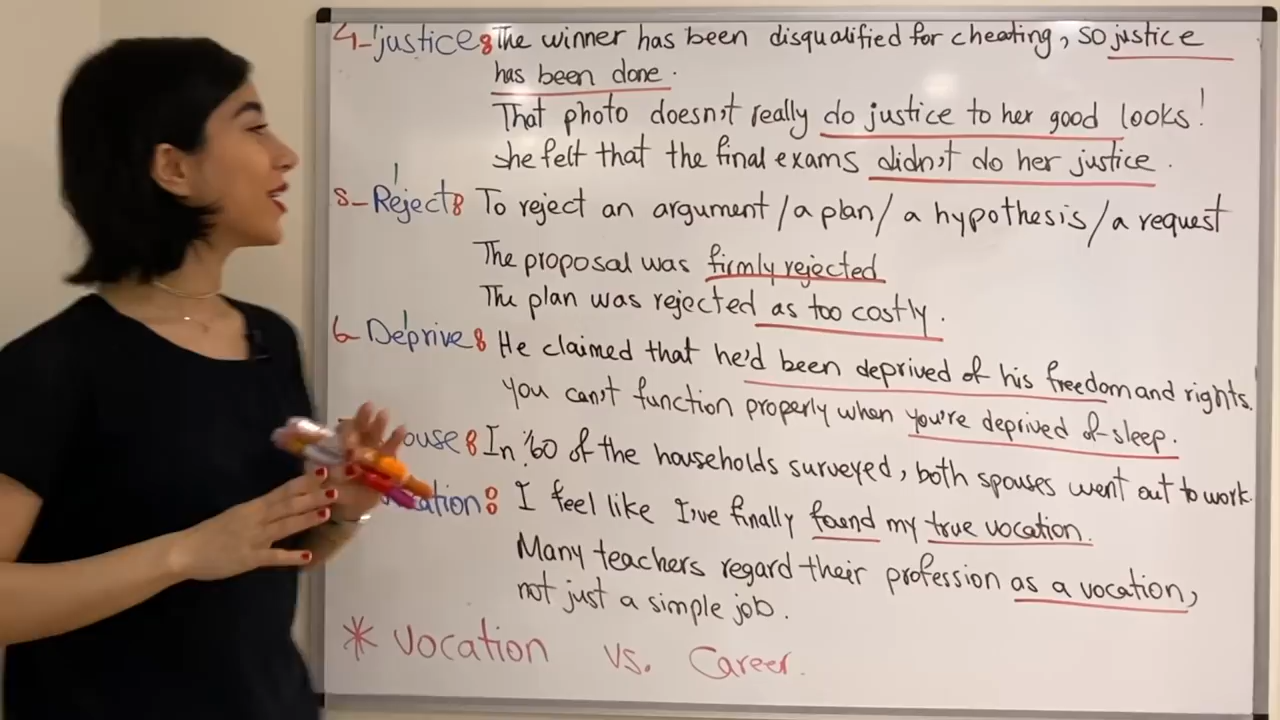 4- justice: The winner has been disqualified for cheating, so justice
has been done.
That photo doesn't really do justice to her good looks!
She felt that the final exams didn't do her justice.
5- Reject: To reject an argument / a plan / a hypothesis / a request
The proposal was firmly rejected
The plan was rejected as too costly.
6- Deprive: He claimed that he'd been deprived of his freedom and rights.
You can't function properly when you're deprived of sleep.
ouse: In %60 of the households surveyed, both spouses went out to work.
cation: I feel like I've finally found my true vocation.
Many teachers regard their profession as a vocation,
not just a simple job.
* Vocation vs. Career.